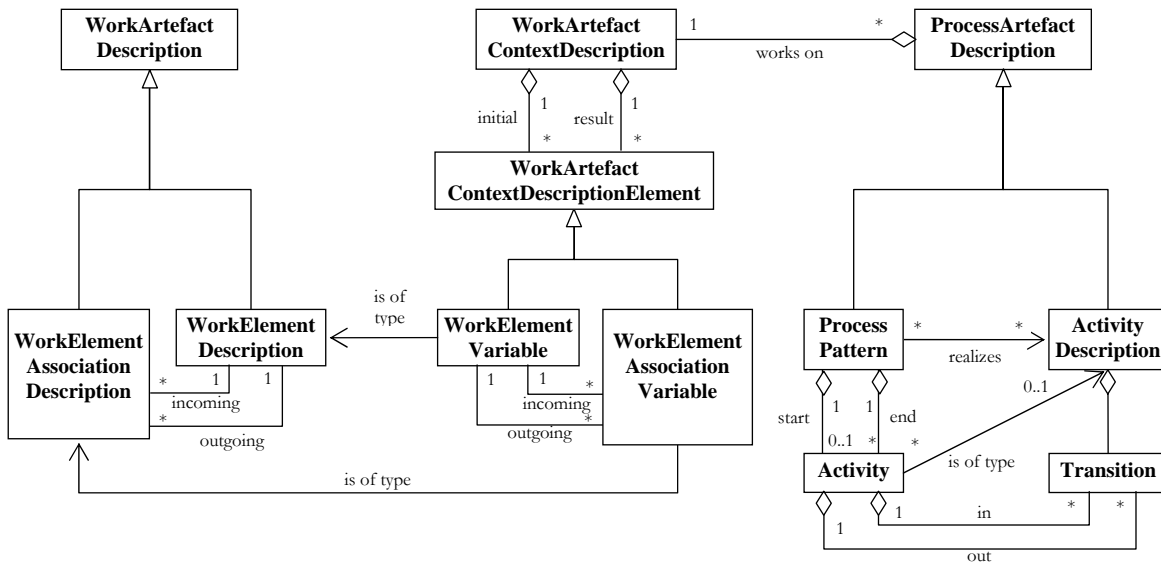 WorkArtefact
Description
WorkArtefact
ContextDescription
1
*
works on
ProcessArtefact
Description
initial
1
*
result
1
*
WorkArtefact
ContextDescriptionElement
WorkElement
Association
Description
WorkElement
Description
is of
type
WorkElement
Variable
WorkElement
Association
Variable
*
1
1
incoming
*
outgoing
1
1
*
incoming
*
outgoing
is of type
Process
Pattern
*
*
realizes
Activity
Description
start
1
0..1
1
end
*
*
0..1
is of type
Activity
Transition
1
1
in
*
*
out